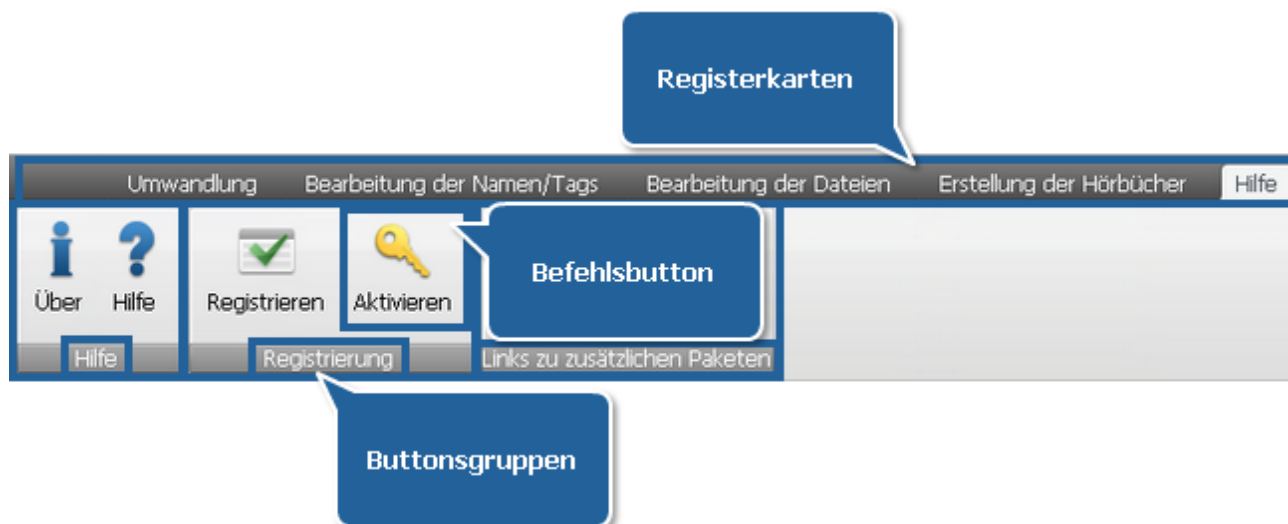 Registerkarten
Umwandlung Bearbeitung der Namen/Tags Bearbeitung der Dateien Erstellung der Hörbücher Hilfe
Befehlsbutton
Über Hilfe Registrieren Aktivieren
Hilfe Registrierung Links zu zusätzlichen Paketen
Buttonsgruppen